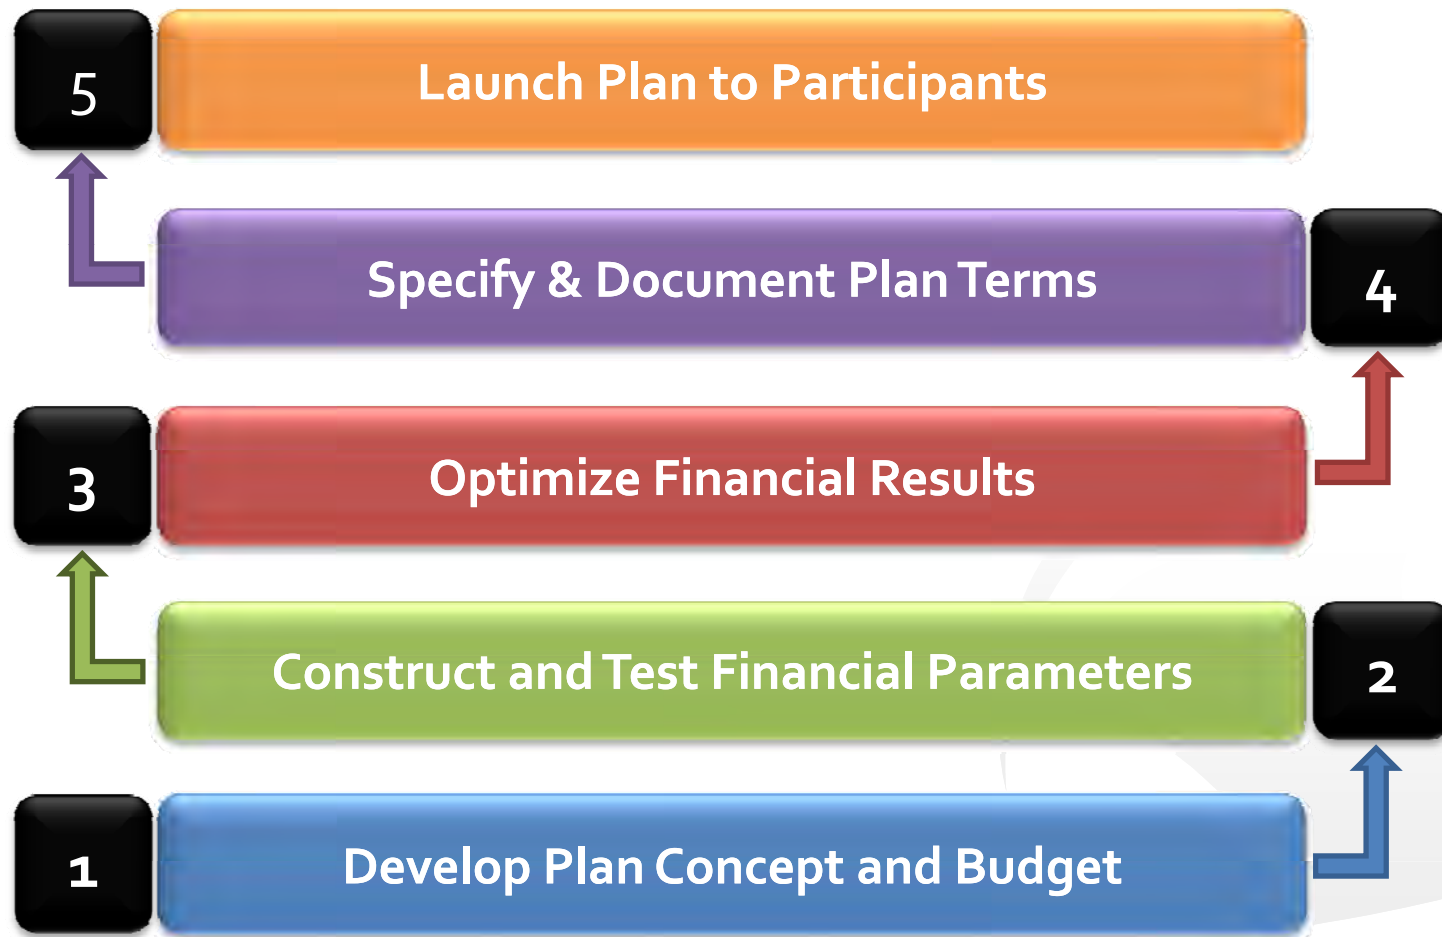 5
Launch Plan to Participants
Specify & Document Plan Terms
4
3
Optimize Financial Results
Construct and Test Financial Parameters
2
1
Develop Plan Concept and Budget